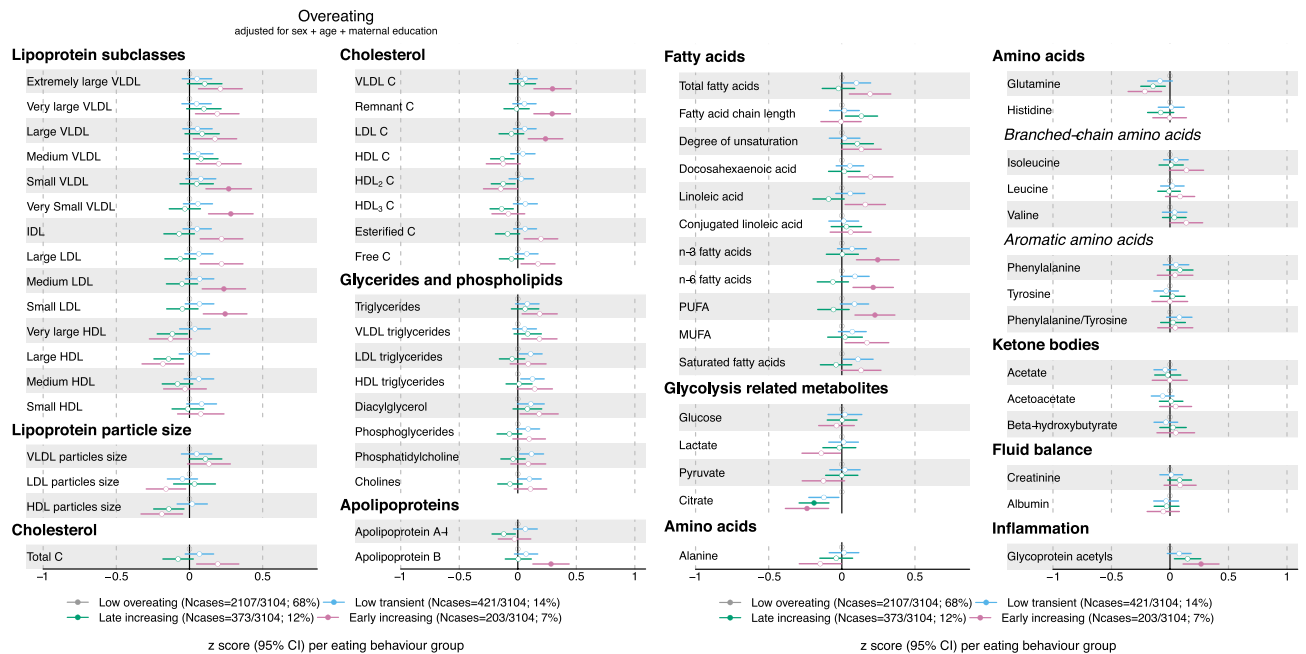 Overeating
adjusted for sex + age + maternal education
Lipoprotein subclasses
Extremely large VLDL
Very large VLDL
Large VLDL
Medium VLDL
Small VLDL
Very Small VLDL
IDL
Large LDL
Medium LDL
Small LDL
Very large HDL
Large HDL
Medium HDL
Small HDL
Lipoprotein particle size
VLDL particles size
LDL particles size
HDL particles size
Cholesterol
Total C
−1 −0.5 0 0.5
Cholesterol
VLDL C
Remnant C
LDL C
HDL C
HDL2 C
HDL3 C
Esterified C
Free C
Glycerides and phospholipids
Triglycerides
VLDL triglycerides
LDL triglycerides
HDL triglycerides
Diacylglycerol
Phosphoglycerides
Phosphatidylcholine
Cholines
Apolipoproteins
Apolipoprotein A-I
Apolipoprotein B
−1 −0.5 0 0.5 1
Low overeating (Ncases=2107/3104; 68%) Low transient (Ncases=421/3104; 14%)
Late increasing (Ncases=373/3104; 12%) Early increasing (Ncases=203/3104; 7%)
z score (95% CI) per eating behaviour group
Fatty acids
Total fatty acids
Fatty acid chain length
Degree of unsaturation
Docosahexaenoic acid
Linoleic acid
Conjugated linoleic acid
n-3 fatty acids
n-6 fatty acids
PUFA
MUFA
Saturated fatty acids
Glycolysis related metabolites
Glucose
Lactate
Pyruvate
Citrate
Amino acids
Alanine
−1 −0.5 0 0.5
Amino acids
Glutamine
Histidine
Branched-chain amino acids
Isoleucine
Leucine
Valine
Aromatic amino acids
Phenylalanine
Tyrosine
Phenylalanine/Tyrosine
Ketone bodies
Acetate
Acetoacetate
Beta-hydroxybutyrate
Fluid balance
Creatinine
Albumin
Inflammation
Glycoprotein acetyls
−1 −0.5 0 0.5 1
Low overeating (Ncases=2107/3104; 68%) Low transient (Ncases=421/3104; 14%)
Late increasing (Ncases=373/3104; 12%) Early increasing (Ncases=203/3104; 7%)
z score (95% CI) per eating behaviour group